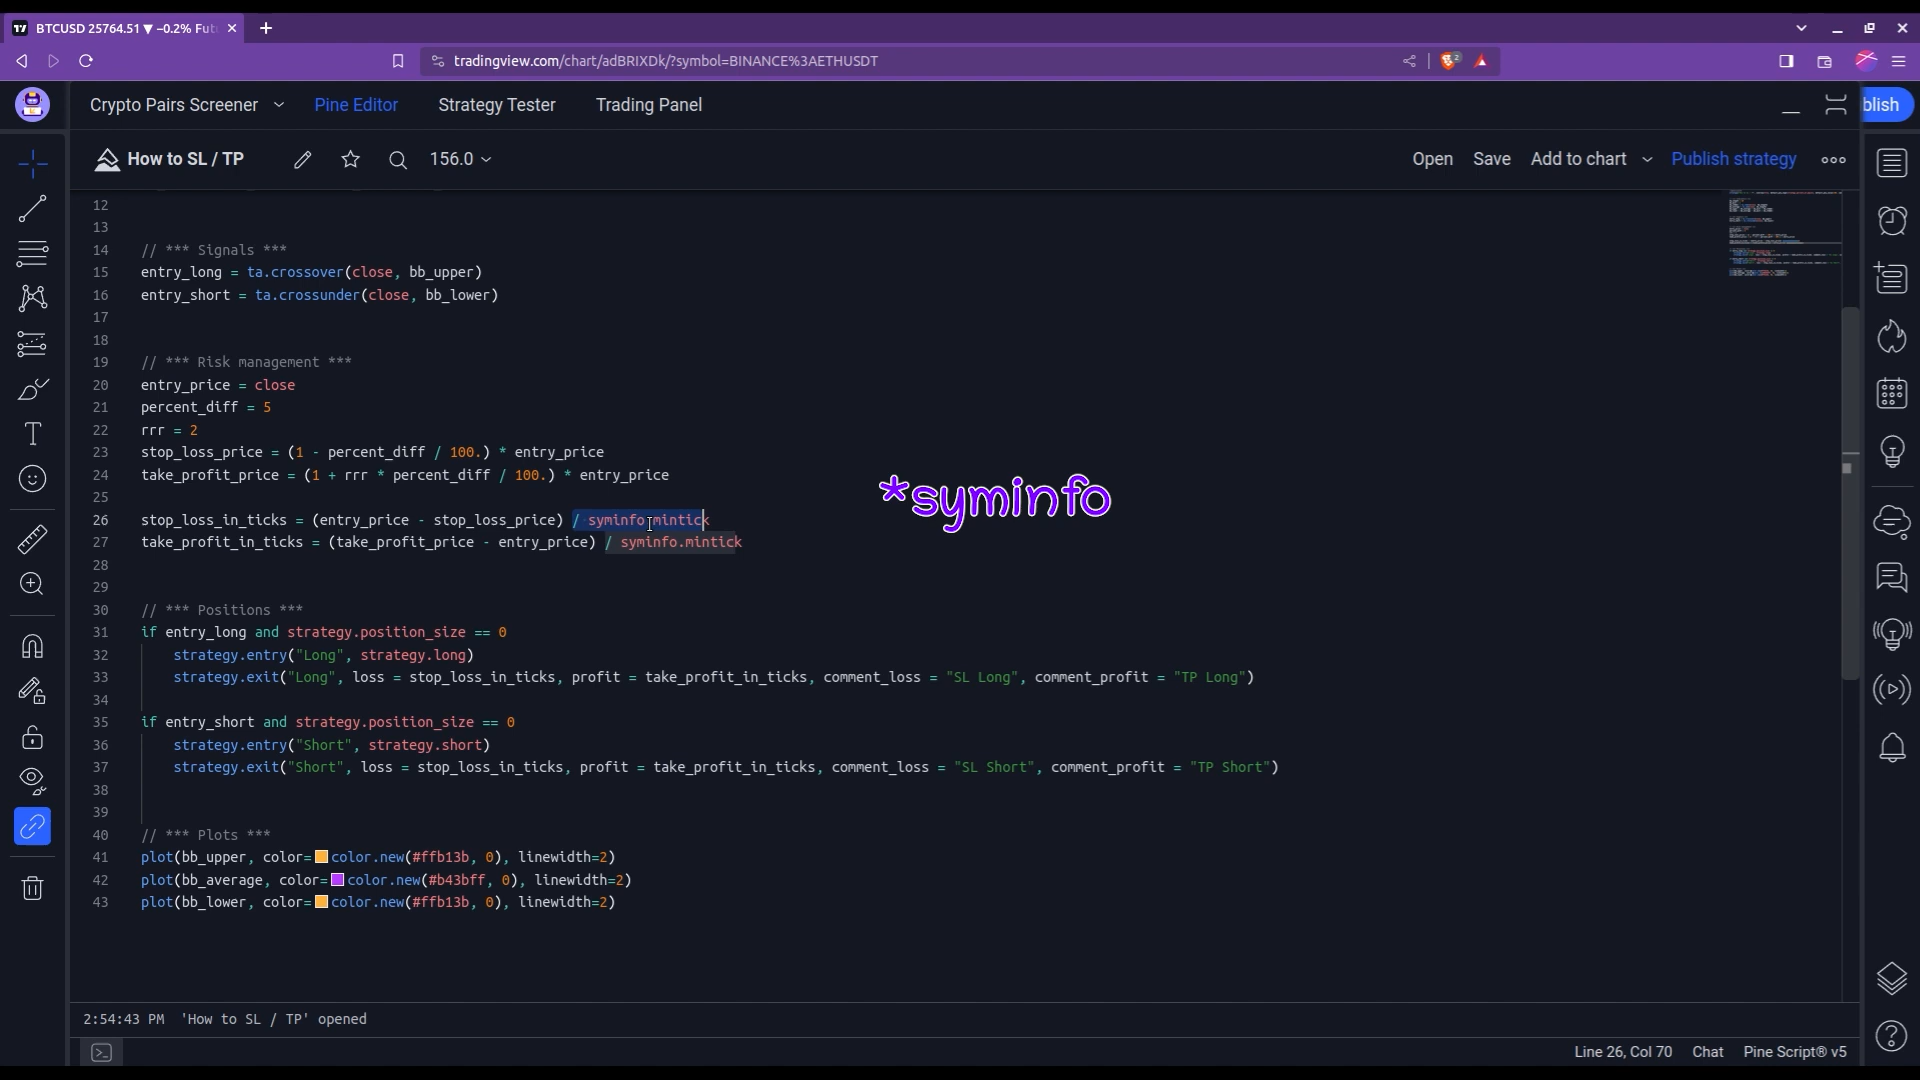 BTCUSD 25764.51 ▼ −0.2% Fut
tradingview.com/chart/adBRIXDk/?symbol=BINANCE%3AETHUSDT
2
Crypto Pairs Screener Pine Editor Strategy Tester Trading Panel
blish
How to SL / TP 156.0 Open Save Add to chart Publish strategy
12
13
14 // *** Signals ***
15 entry_long = ta.crossover(close, bb_upper)
16 entry_short = ta.crossunder(close, bb_lower)
17
18
19 // *** Risk management ***
20 entry_price = close
21 percent_diff = 5
22 rrr = 2
23 stop_loss_price = (1 - percent_diff / 100.) * entry_price
24 take_profit_price = (1 + rrr * percent_diff / 100.) * entry_price
25
*syminfo
26 stop_loss_in_ticks = (entry_price - stop_loss_price) / syminfo.mintick
27 take_profit_in_ticks = (take_profit_price - entry_price) / syminfo.mintick
28
29
30 // *** Positions ***
31 if entry_long and strategy.position_size == 0
32 strategy.entry("Long", strategy.long)
33 strategy.exit("Long", loss = stop_loss_in_ticks, profit = take_profit_in_ticks, comment_loss = "SL Long", comment_profit = "TP Long")
34
35 if entry_short and strategy.position_size == 0
36 strategy.entry("Short", strategy.short)
37 strategy.exit("Short", loss = stop_loss_in_ticks, profit = take_profit_in_ticks, comment_loss = "SL Short", comment_profit = "TP Short")
38
39
40 // *** Plots ***
41 plot(bb_upper, color=color.new(#ffb13b, 0), linewidth=2)
42 plot(bb_average, color=color.new(#b43bff, 0), linewidth=2)
43 plot(bb_lower, color=color.new(#ffb13b, 0), linewidth=2)
2:54:43 PM 'How to SL / TP' opened
Line 26, Col 70 Chat Pine Script® v5